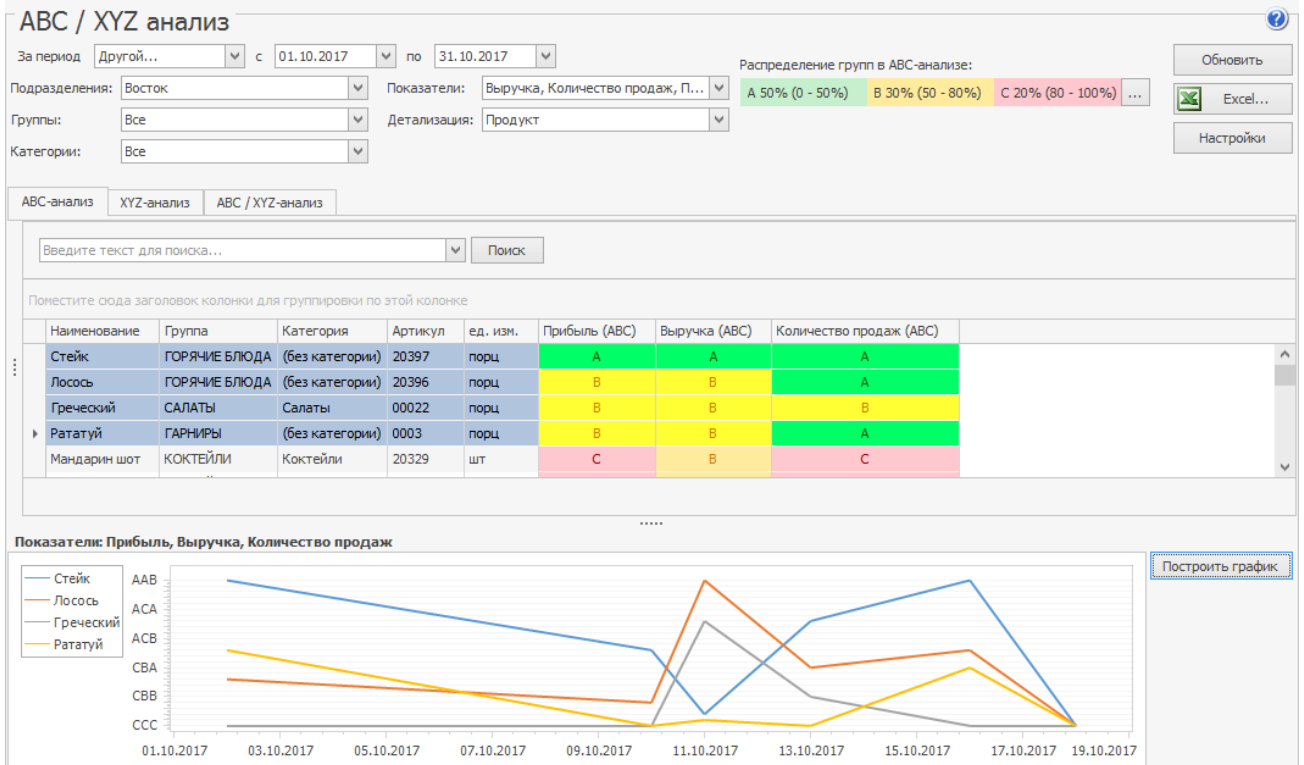 ABC / XYZ анализ
За период Другой... с 01.10.2017 по 31.10.2017
Распределение групп в ABC-анализе:
Обновить
Подразделения: Восток Показатели: Выручка, Количество продаж, П...
A 50% (0 - 50%) B 30% (50 - 80%) C 20% (80 - 100%) ...
Excel...
Группы: Все Детализация: Продукт
Настройки
Категории: Все
ABC-анализ XYZ-анализ ABC / XYZ-анализ
Введите текст для поиска... Поиск
Поместите сюда заголовок колонки для группировки по этой колонке
Наименование Группа Категория Артикул ед. изм. Прибыль (ABC) Выручка (ABC) Количество продаж (ABC)
Стейк ГОРЯЧИЕ БЛЮДА (без категории) 20397 порц A A A
Лосось ГОРЯЧИЕ БЛЮДА (без категории) 20396 порц B B A
Греческий САЛАТЫ Салаты 00022 порц B B B
Рататуй ГАРНИРЫ (без категории) 0003 порц B B A
Мандарин шот КОКТЕЙЛИ Коктейли 20329 шт C B C
Показатели: Прибыль, Выручка, Количество продаж
Построить график
Стейк
Лосось
Греческий
Рататуй
AAB
ACA
ACB
CBA
CBB
CCC
01.10.2017 03.10.2017 05.10.2017 07.10.2017 09.10.2017 11.10.2017 13.10.2017 15.10.2017 17.10.2017 19.10.2017